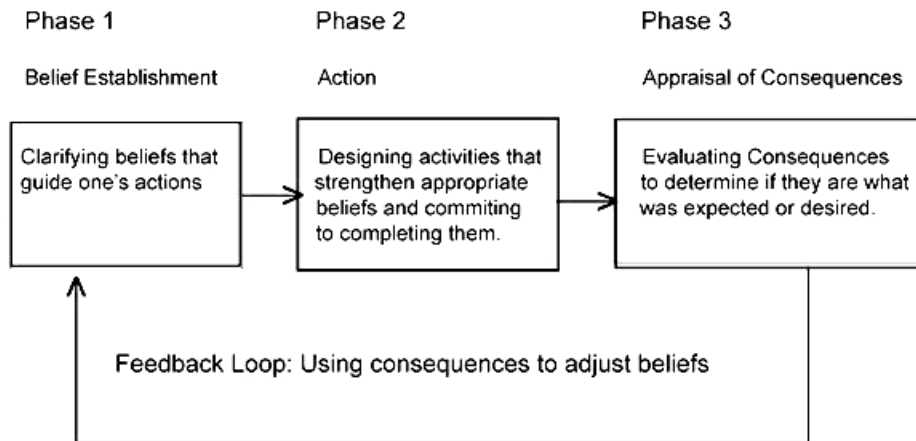 Phase 1
Phase 2
Phase 3
Belief Establishment
Action
Appraisal of Consequences
Clarifying beliefs that
guide one's actions
Designing activities that
strengthen appropriate
beliefs and commiting
to completing them.
Evaluating Consequences
to determine if they are what
was expected or desired.
Feedback Loop: Using consequences to adjust beliefs